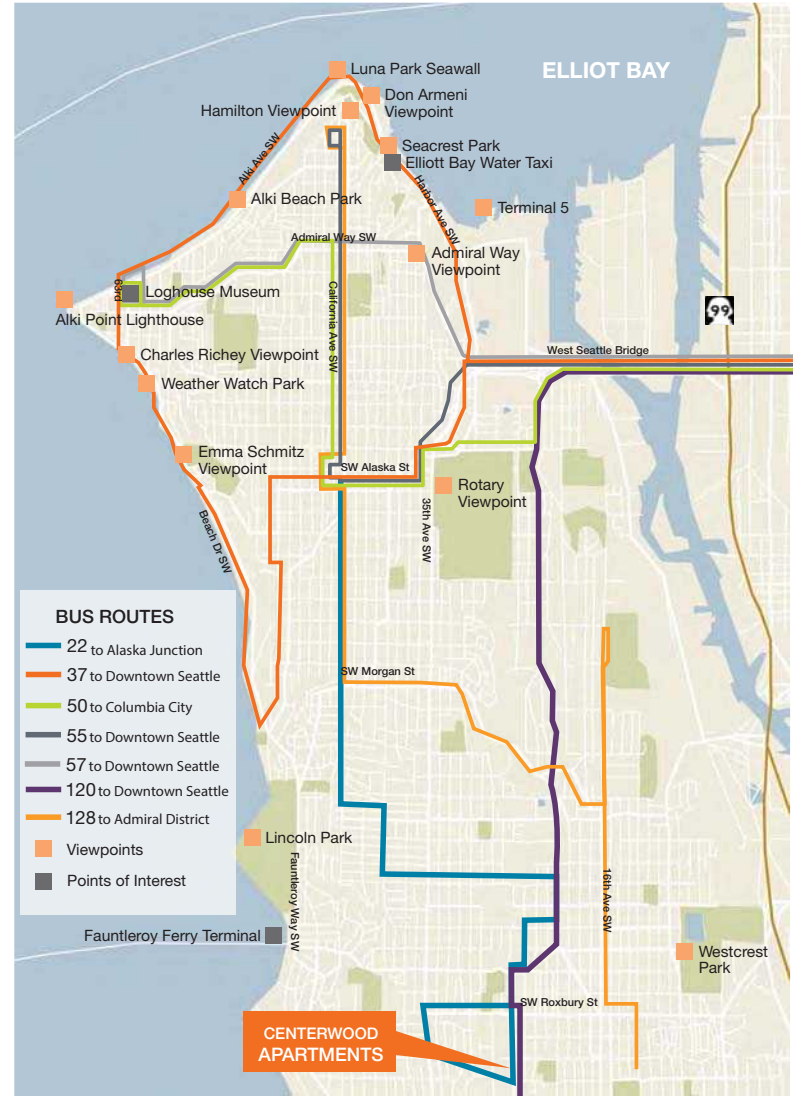 ELLIOT BAY
Luna Park Seawall
Don Armeni
Viewpoint
Hamilton Viewpoint
Seacrest Park
Elliott Bay Water Taxi
Alki Ave SW
Harbor Ave SW
Alki Beach Park
Terminal 5
Admiral Way SW
Admiral Way
Viewpoint
63rd
Loghouse Museum
California Ave SW
99
Alki Point Lighthouse
West Seattle Bridge
Charles Richey Viewpoint
Weather Watch Park
Emma Schmitz
Viewpoint
SW Alaska St
Rotary
Viewpoint
35th Ave SW
Beach Dr SW
BUS ROUTES
22 to Alaska Junction
37 to Downtown Seattle
50 to Columbia City
55 to Downtown Seattle
57 to Downtown Seattle
120 to Downtown Seattle
128 to Admiral District
Viewpoints
Points of Interest
SW Morgan St
Lincoln Park
Fauntleroy Way SW
16th Ave SW
Fauntleroy Ferry Terminal
Westcrest
Park
SW Roxbury St
CENTERWOOD
APARTMENTS